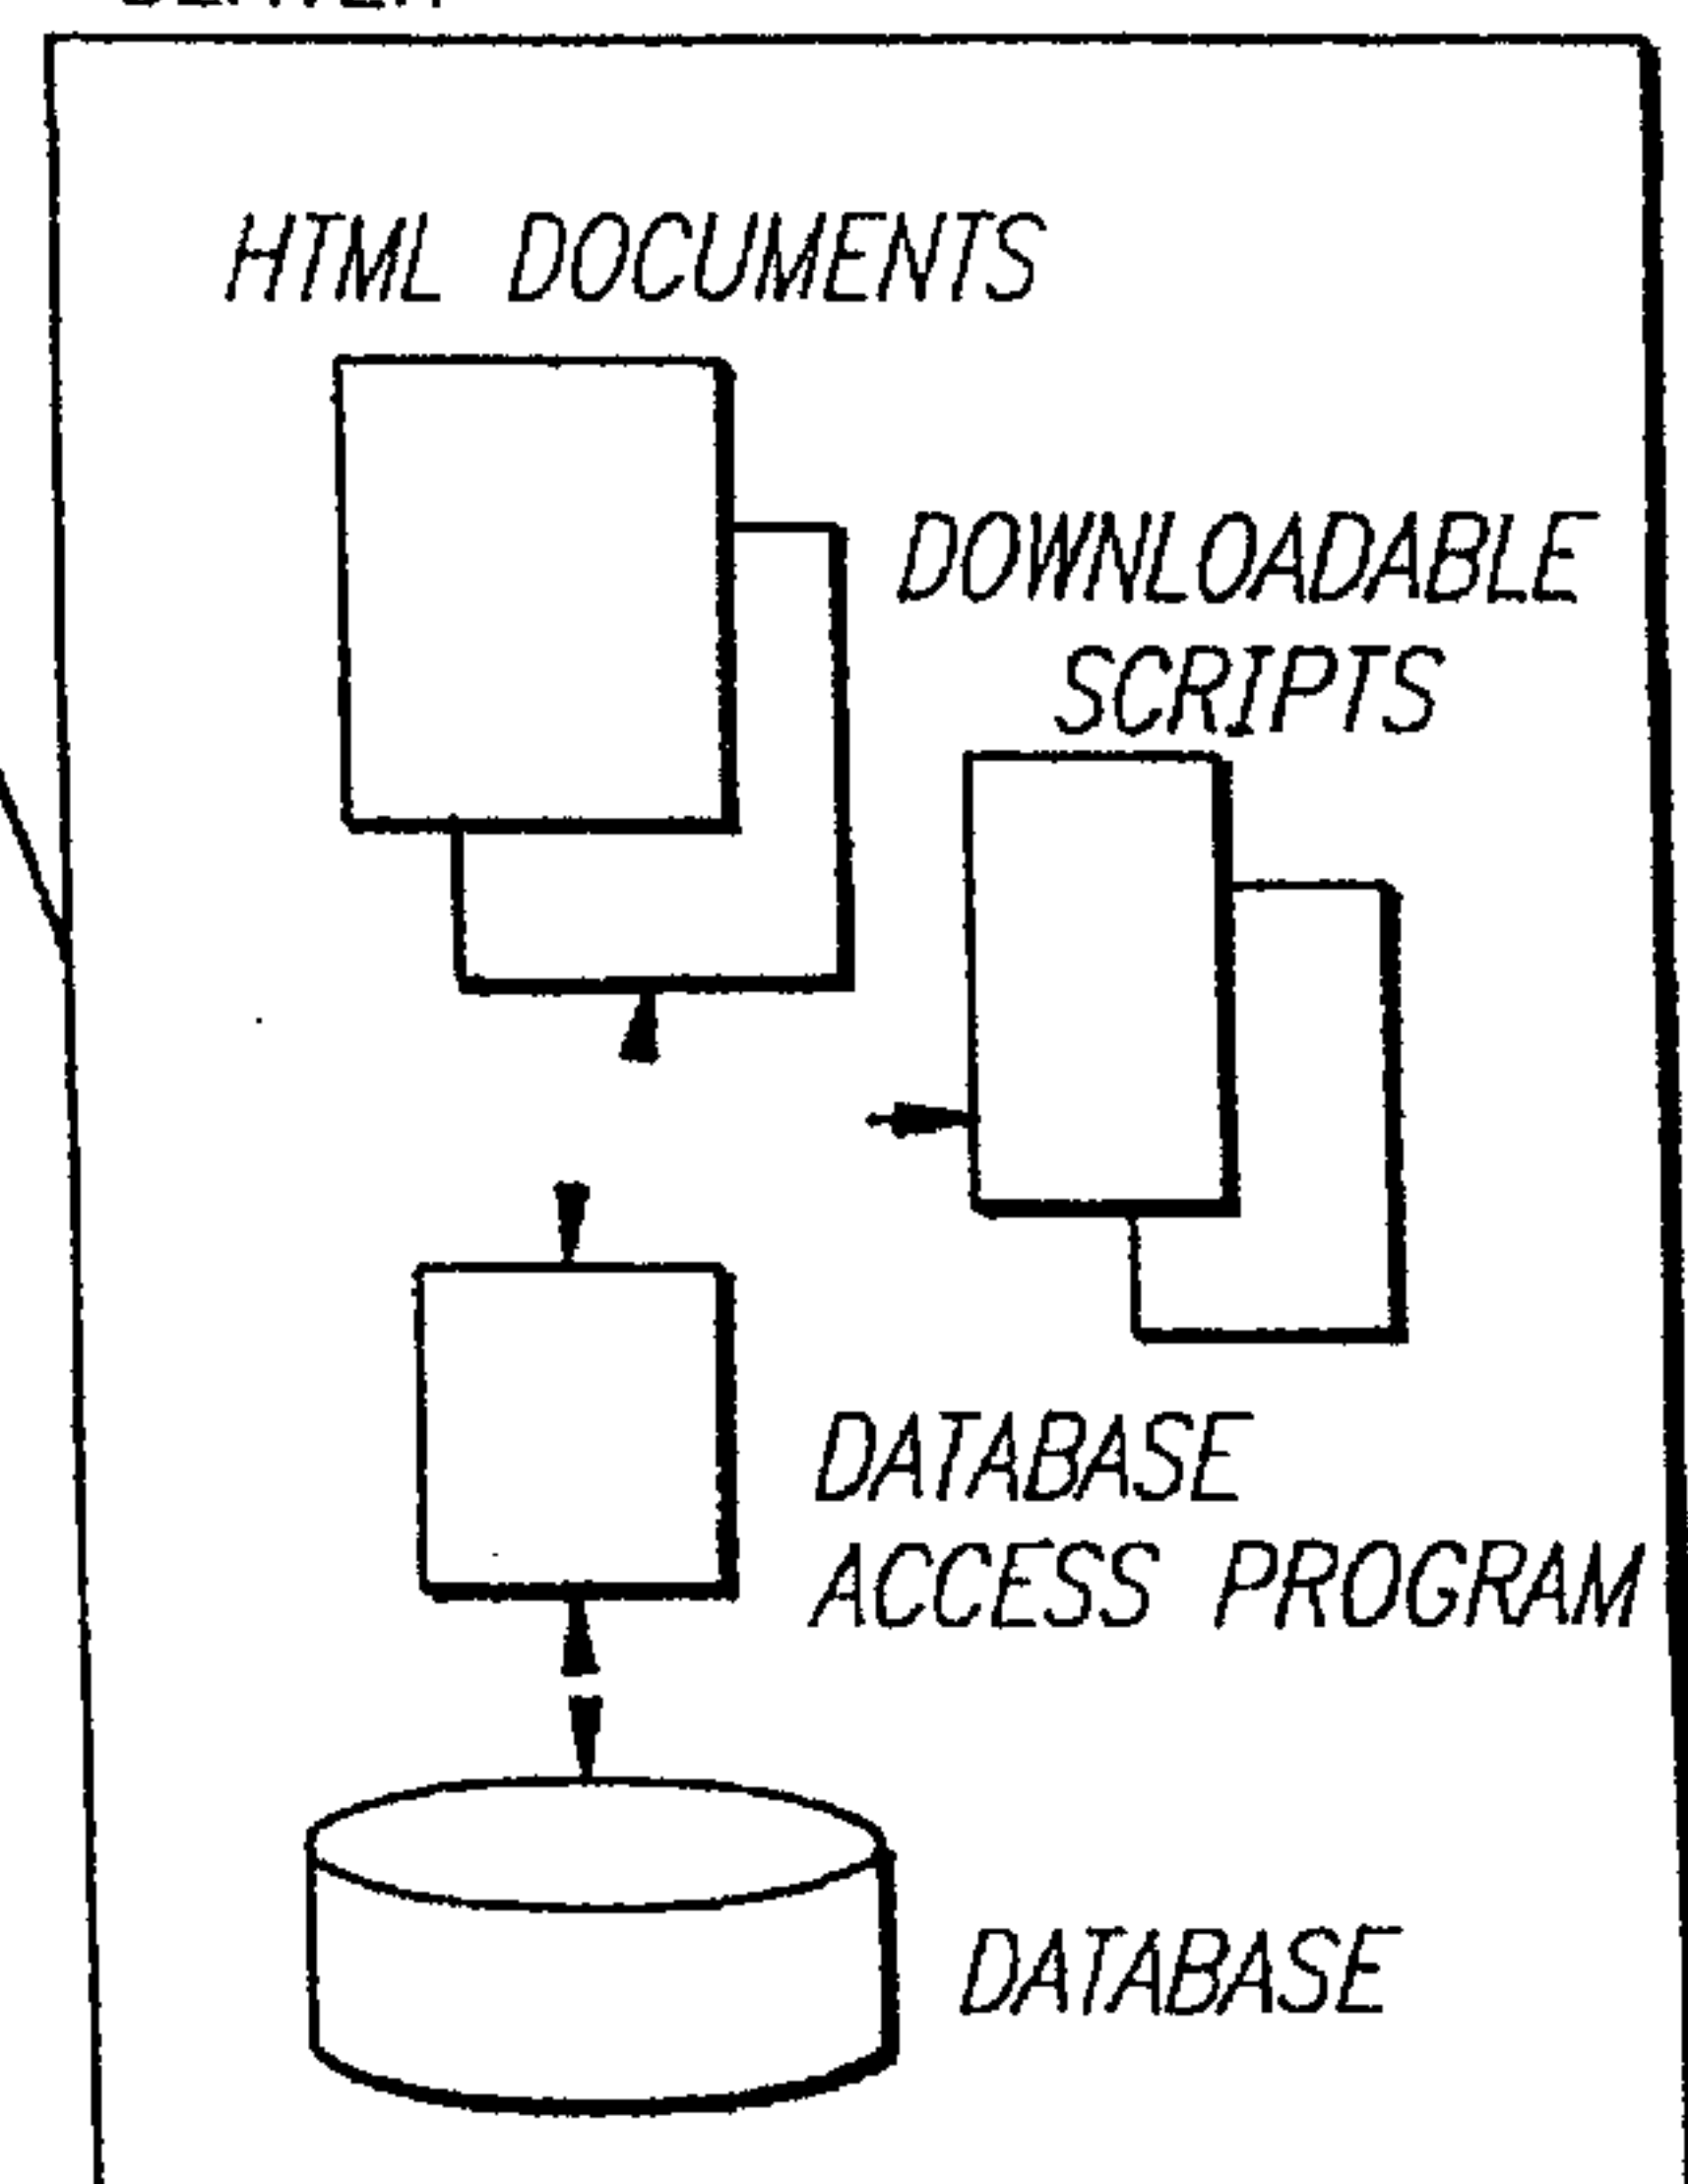 HTML DOCUMENTS
DOWNLOADABLE
SCRIPTS
DATABASE
ACCESS PROGRAM
DATABASE